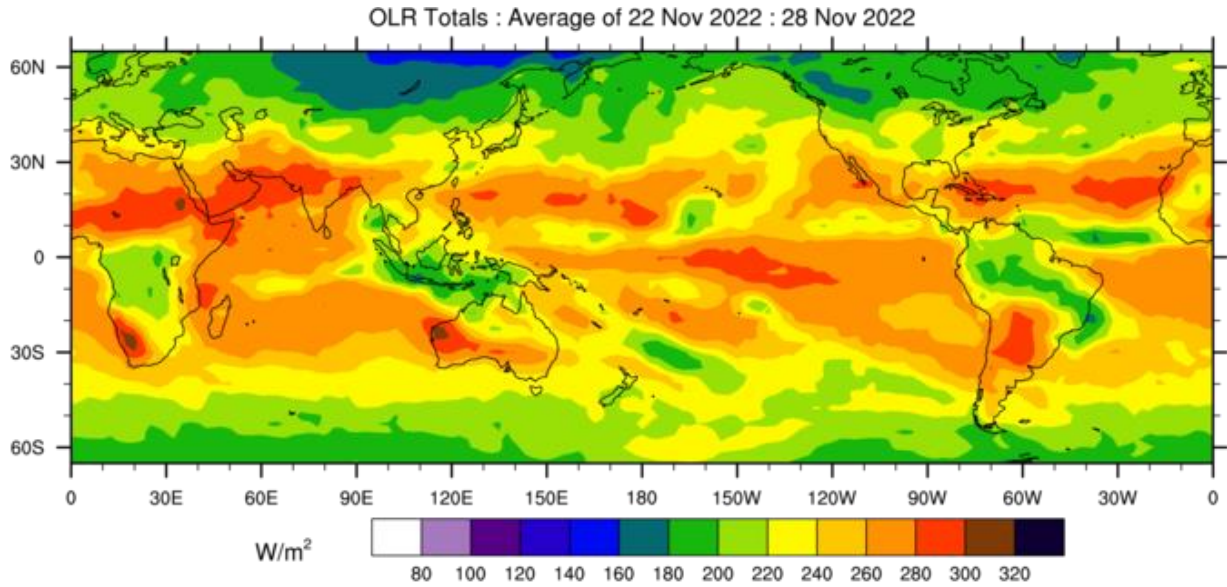 OLR Totals : Average of 22 Nov 2022 : 28 Nov 2022
60N
30N
0
30S
60S
0 30E 60E 90E 120E 150E 180 150W 120W 90W 60W 30W 0
W/m²
80 100 120 140 160 180 200 220 240 260 280 300 320